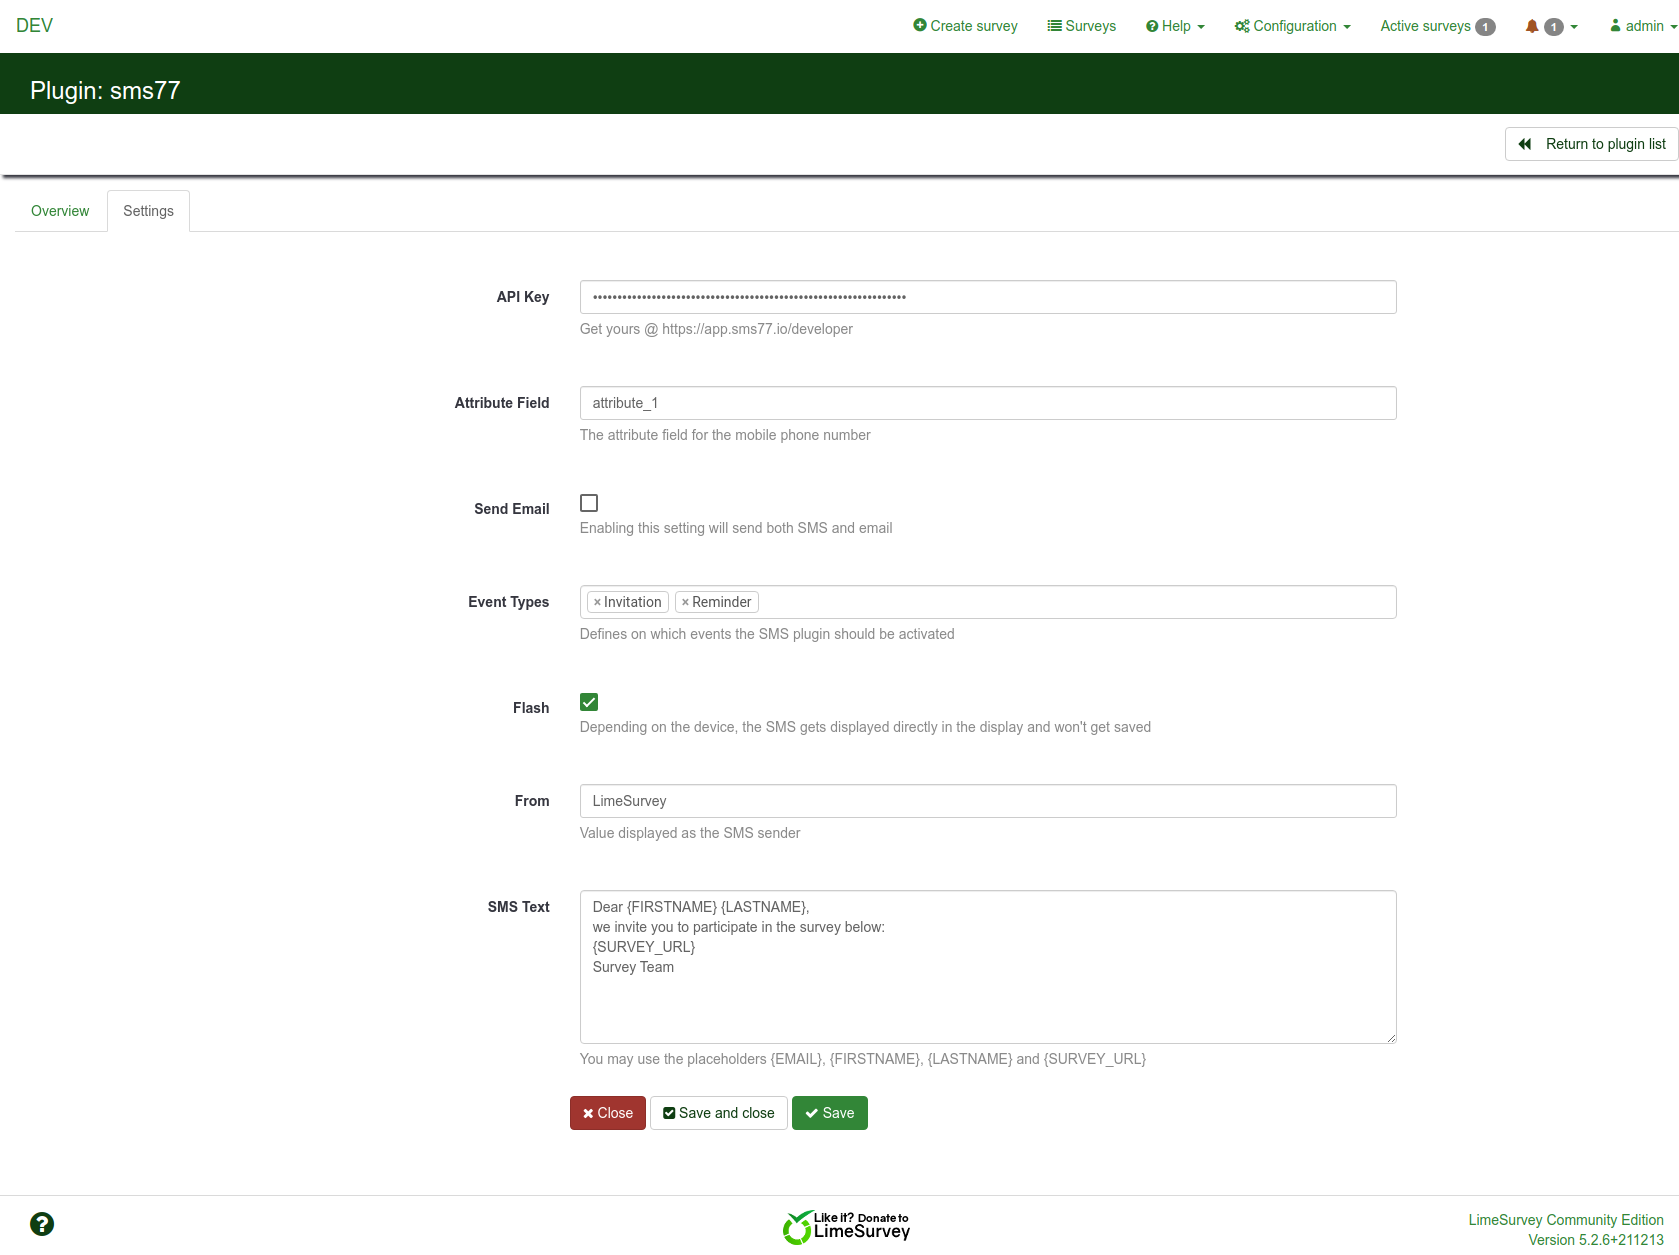 DEV
Create survey
Surveys
Help
Configuration
Active surveys 1
1
admin
Plugin: sms77
Return to plugin list
Overview
Settings
API Key
••••••••••••••••••••••••••••••••••••••••••••••••••••••••••••••••
Get yours @ https://app.sms77.io/developer
Attribute Field
attribute_1
The attribute field for the mobile phone number
Send Email
Enabling this setting will send both SMS and email
Event Types
× Invitation × Reminder
Defines on which events the SMS plugin should be activated
Flash
Depending on the device, the SMS gets displayed directly in the display and won't get saved
From
LimeSurvey
Value displayed as the SMS sender
SMS Text
Dear {FIRSTNAME} {LASTNAME},
we invite you to participate in the survey below:
{SURVEY_URL}
Survey Team
You may use the placeholders {EMAIL}, {FIRSTNAME}, {LASTNAME} and {SURVEY_URL}
Close
Save and close
Save
?
Like it? Donate to
LimeSurvey
LimeSurvey Community Edition
Version 5.2.6+211213